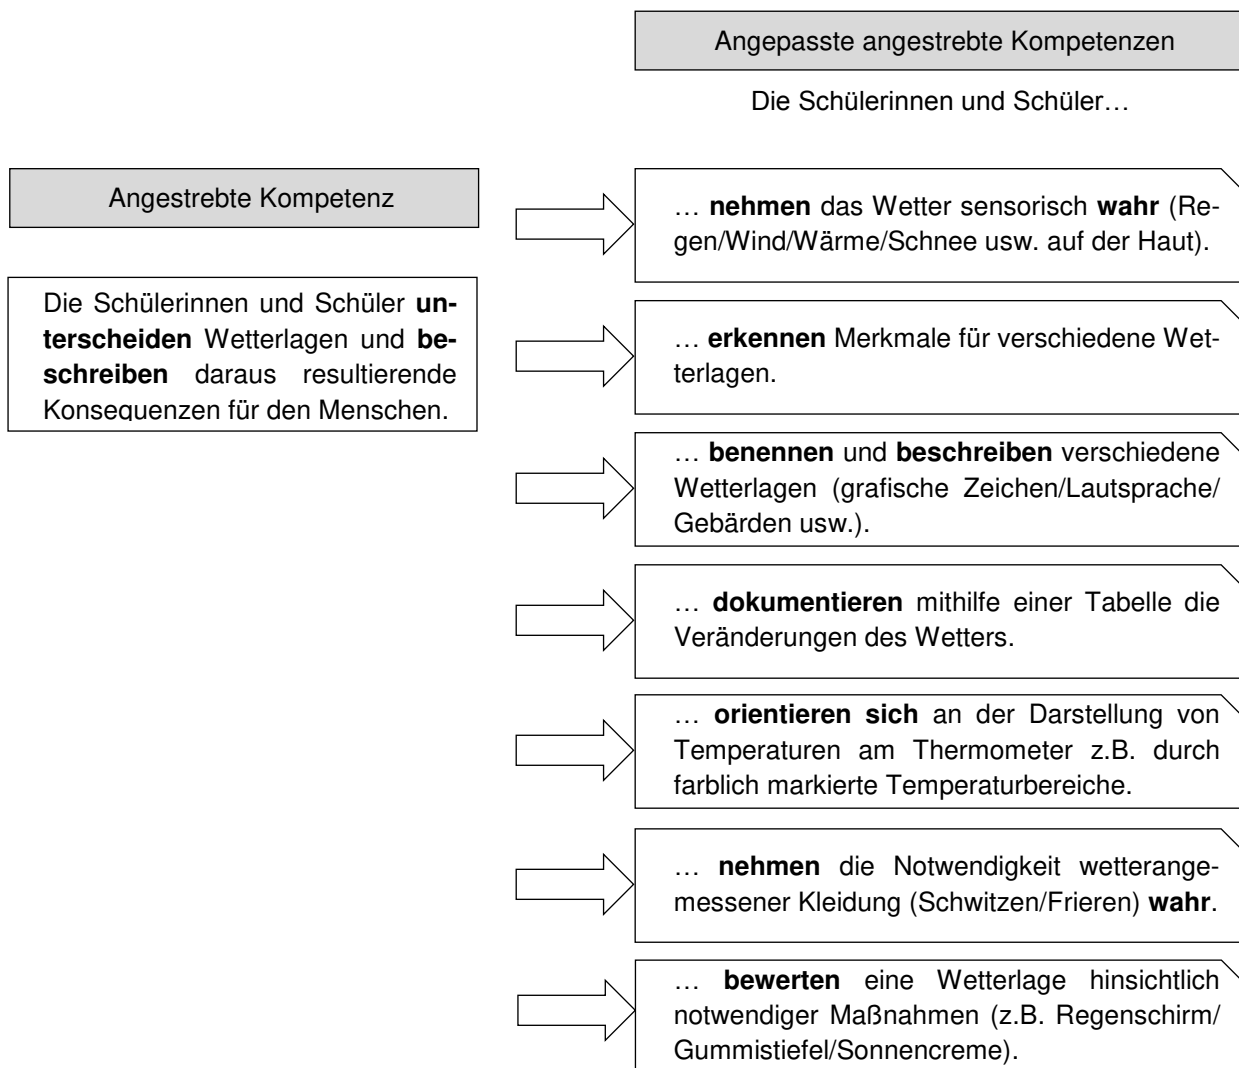 Angepasste angestrebte Kompetenzen
Die Schülerinnen und Schüler…
Angestrebte Kompetenz
Die Schülerinnen und Schüler un-
terscheiden Wetterlagen und be-
schreiben daraus resultierende
Konsequenzen für den Menschen.
… nehmen das Wetter sensorisch wahr (Re-
gen/Wind/Wärme/Schnee usw. auf der Haut).
… erkennen Merkmale für verschiedene Wet-
terlagen.
… benennen und beschreiben verschiedene
Wetterlagen (grafische Zeichen/Lautsprache/
Gebärden usw.).
… dokumentieren mithilfe einer Tabelle die
Veränderungen des Wetters.
… orientieren sich an der Darstellung von
Temperaturen am Thermometer z.B. durch
farblich markierte Temperaturbereiche.
… nehmen die Notwendigkeit wetterange-
messener Kleidung (Schwitzen/Frieren) wahr.
… bewerten eine Wetterlage hinsichtlich
notwendiger Maßnahmen (z.B. Regenschirm/
Gummistiefel/Sonnencreme).